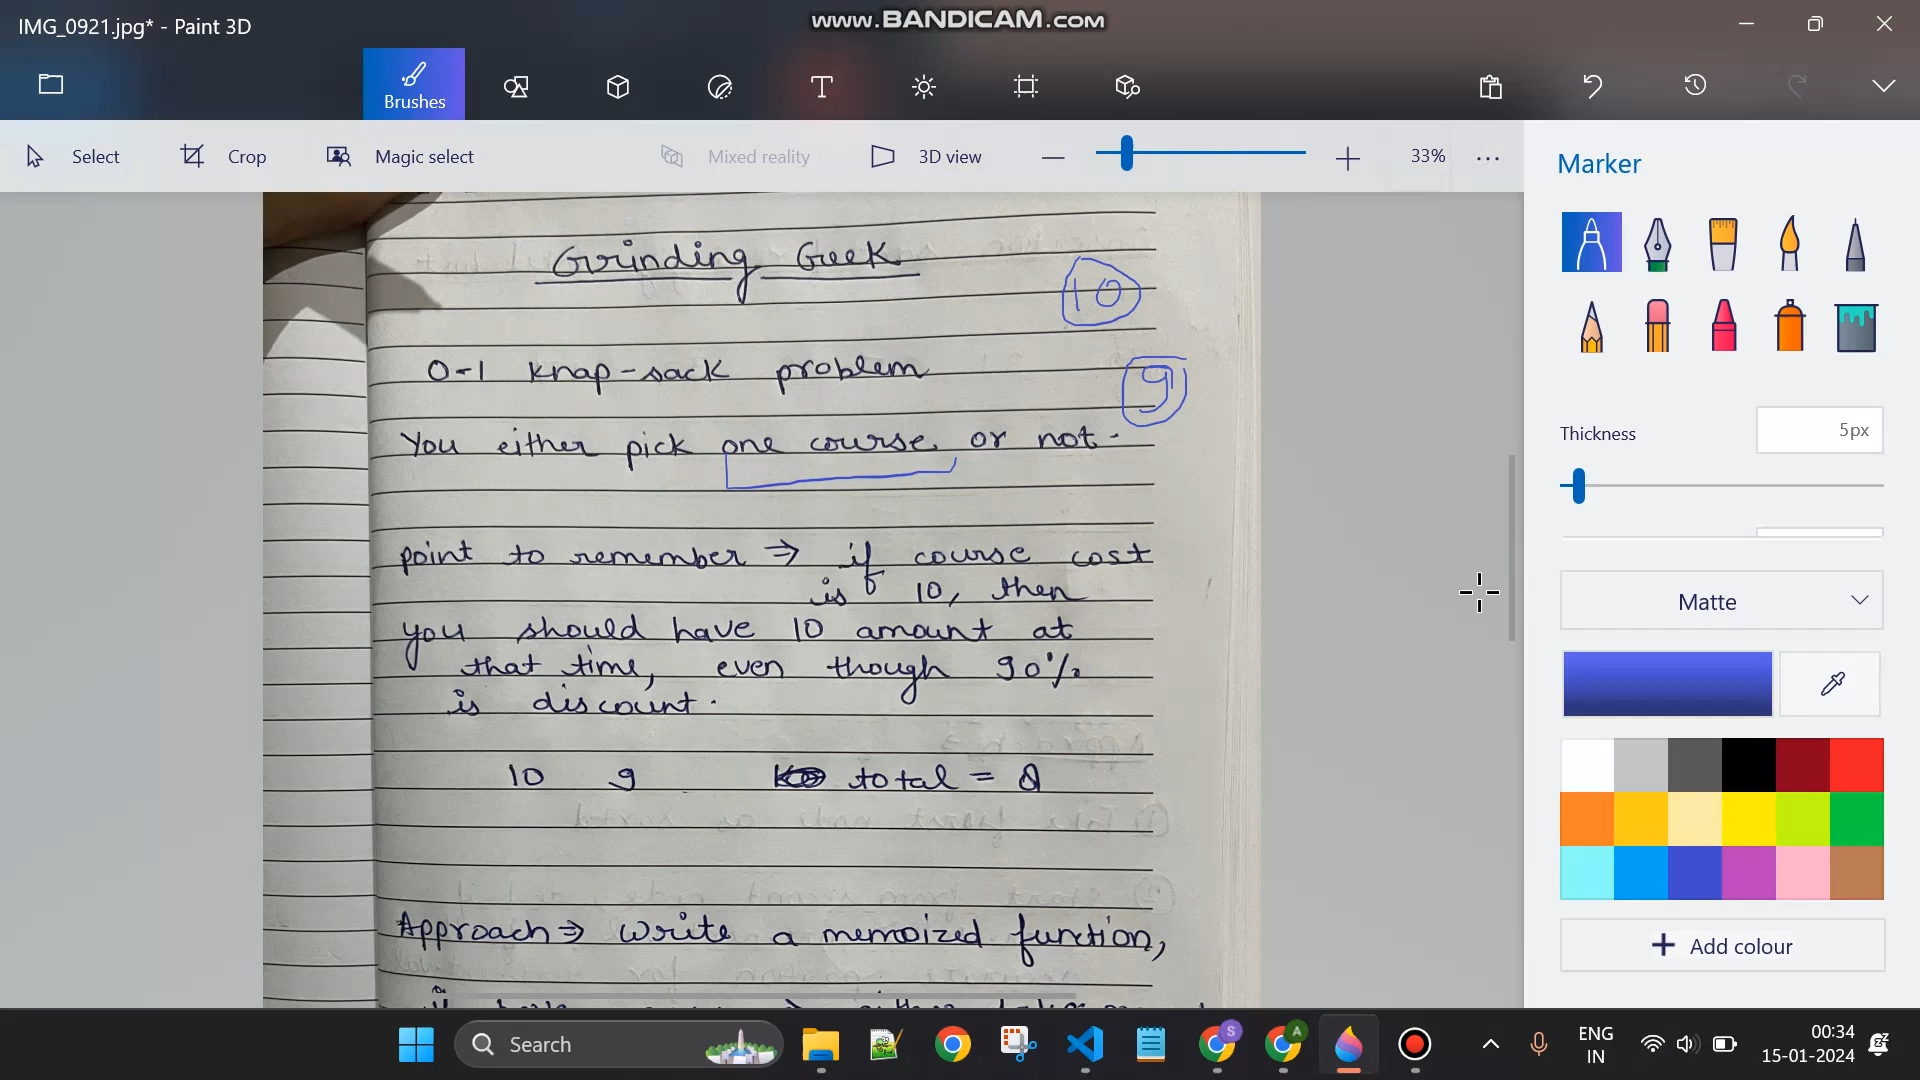 IMG_0921.jpg* - Paint 3D
www.BANDICAM.com
Brushes
Select
Crop
Magic select
Mixed reality
3D view
33%
Marker
Thickness
5px
Matte
Add colour
Grinding Geek
10
0-1 knap-sack problem
9
You either pick one course or not.
point to remember ⇒ if course cost
is 10, then
you should have 10 amount at
that time, even though 90%
is discount.
10 9 total =
Approach ⇒ write a memoized function,
Search
S
A
ENG
IN
00:34
15-01-2024